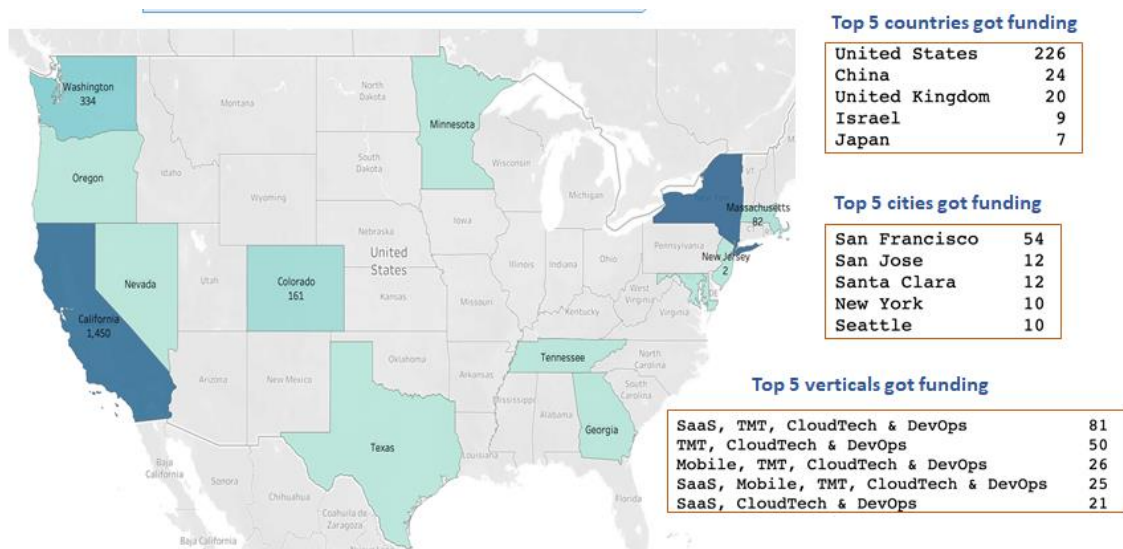 Top 5 countries got funding
United States 226
China 24
United Kingdom 20
Israel 9
Japan 7
Top 5 cities got funding
San Francisco 54
San Jose 12
Santa Clara 12
New York 10
Seattle 10
Top 5 verticals got funding
SaaS, TMT, CloudTech & DevOps 81
TMT, CloudTech & DevOps 50
Mobile, TMT, CloudTech & DevOps 26
SaaS, Mobile, TMT, CloudTech & DevOps 25
SaaS, CloudTech & DevOps 21
Washington
334
Montana
North
Dakota
Minnesota
Oregon
Idaho
South
Dakota
Wisconsin
Michigan
VT
Massachusetts
82
Wyoming
Iowa
Nebraska
Pennsylvania
New Jersey
2
Nevada
Utah
Colorado
161
United
States
Kansas
Illinois
Indiana
Ohio
West
Virginia
Virginia
Missouri
Kentucky
California
1,450
Arizona
New Mexico
Oklahoma
Arkansas
Tennessee
North
Carolina
South
Carolina
Mississippi
Alabama
Georgia
Texas
Louisiana
Florida
Baja
California
Sonora
Chihuahua
Coahuila de
Zaragoza
Baja California